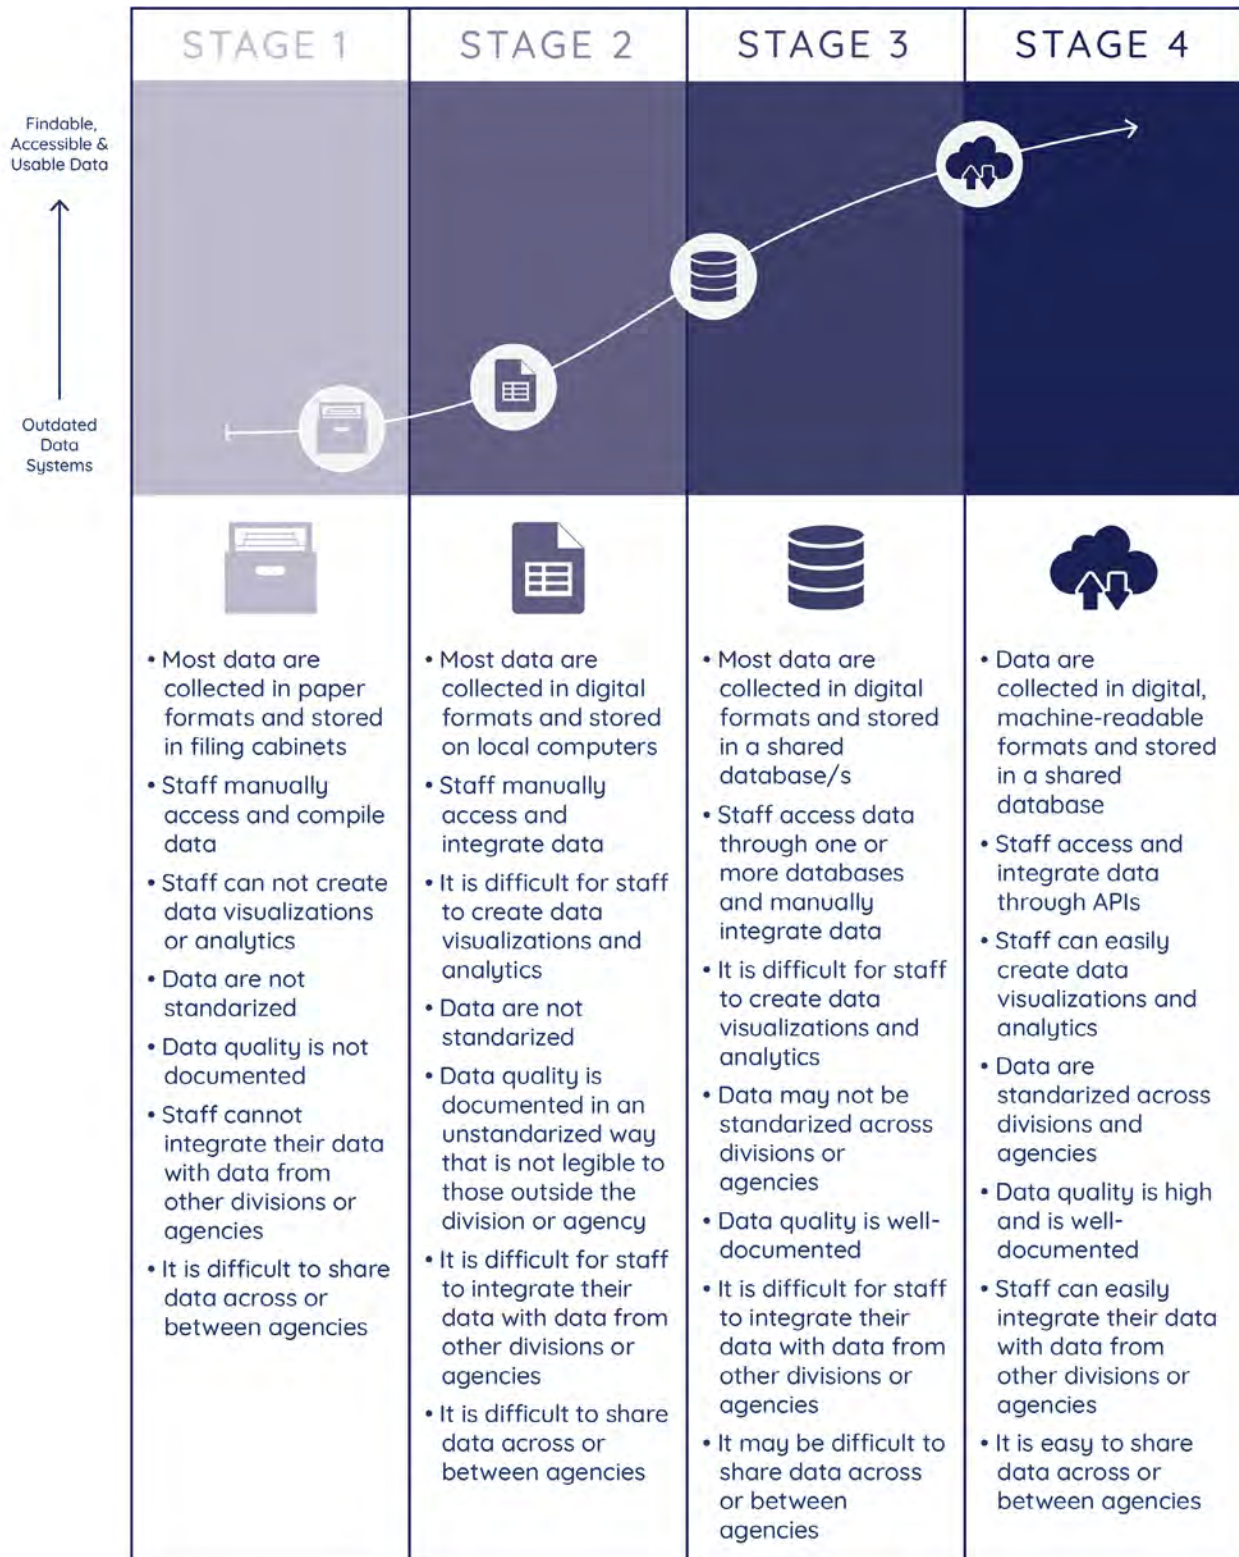 STAGE 1
STAGE 2
STAGE 3
STAGE 4
Findable,
Accessible &
Usable Data
Outdated
Data
Systems
• Most data are
collected in paper
formats and stored
in filing cabinets
• Staff manually
access and compile
data
• Staff can not create
data visualizations
or analytics
• Data are not
standarized
• Data quality is not
documented
• Staff cannot
integrate their data
with data from
other divisions or
agencies
• It is difficult to share
data across or
between agencies
• Most data are
collected in digital
formats and stored
on local computers
• Staff manually
access and
integrate data
• It is difficult for staff
to create data
visualizations and
analytics
• Data are not
standarized
• Data quality is
documented in an
unstandarized way
that is not legible to
those outside the
division or agency
• It is difficult for staff
to integrate their
data with data from
other divisions or
agencies
• It is difficult to share
data across or
between agencies
• Most data are
collected in digital
formats and stored
in a shared
database/s
• Staff access data
through one or
more databases
and manually
integrate data
• It is difficult for staff
to create data
visualizations and
analytics
• Data may not be
standarized across
divisions or
agencies
• Data quality is well-
documented
• It is difficult for staff
to integrate their
data with data from
other divisions or
agencies
• It may be difficult to
share data across
or between
agencies
• Data are
collected in digital,
machine-readable
formats and stored
in a shared
database
• Staff access and
integrate data
through APIs
• Staff can easily
create data
visualizations and
analytics
• Data are
standarized across
divisions and
agencies
• Data quality is high
and is well-
documented
• Staff can easily
integrate their data
with data from
other divisions or
agencies
• It is easy to share
data across or
between agencies